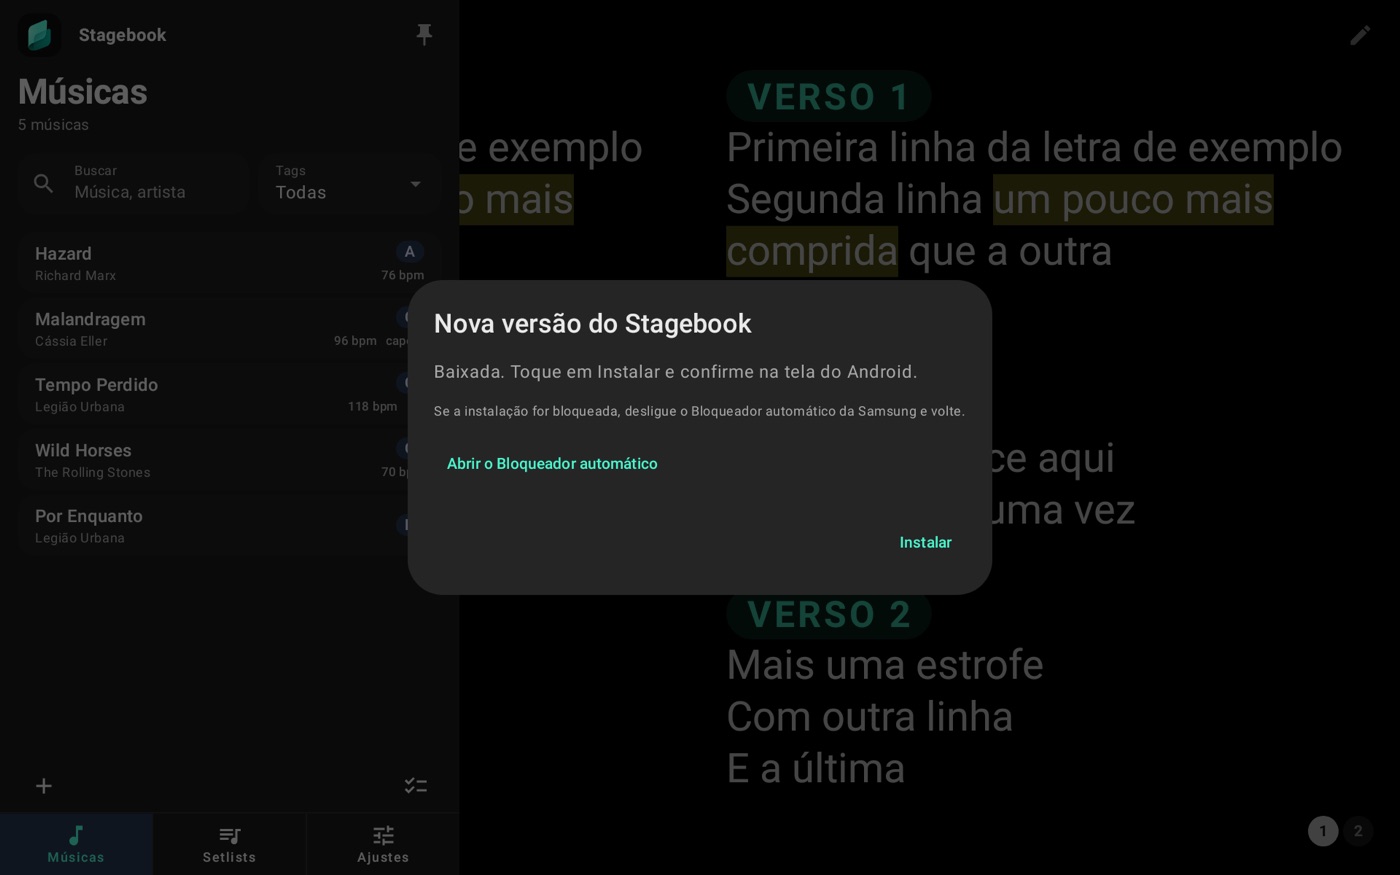 Stagebook
Músicas
5 músicas
Buscar
Música, artista
Tags
Todas
Hazard
A
Richard Marx
76 bpm
Malandragem
Cássia Eller
96 bpm
Tempo Perdido
Legião Urbana
118 bpm
Wild Horses
The Rolling Stones
70
Por Enquanto
Legião Urbana
Músicas
Setlists
Ajustes
e exemplo
o mais
VERSO 1
Primeira linha da letra de exemplo
Segunda linha um pouco mais
comprida que a outra
Nova versão do Stagebook
Baixada. Toque em Instalar e confirme na tela do Android.
Se a instalação for bloqueada, desligue o Bloqueador automático da Samsung e volte.
Abrir o Bloqueador automático
Instalar
ce aqui
uma vez
VERSO 2
Mais uma estrofe
Com outra linha
E a última
1 2